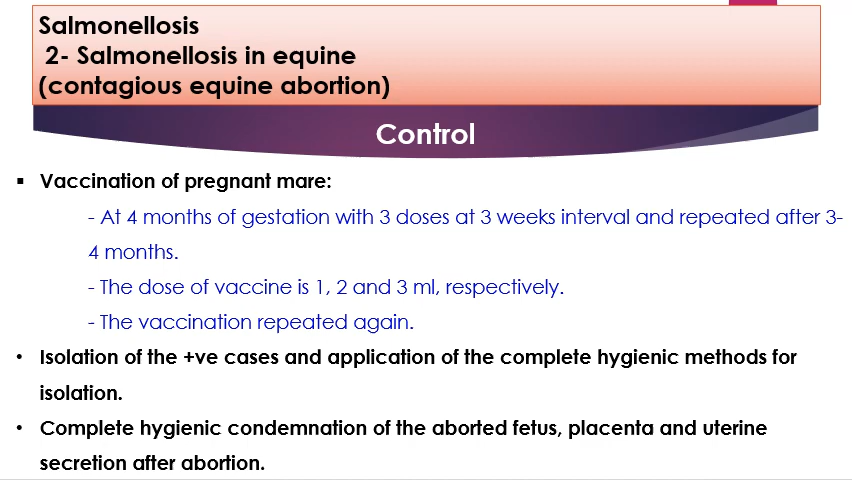 Salmonellosis
2- Salmonellosis in equine
(contagious equine abortion)
Control
▪ Vaccination of pregnant mare:
- At 4 months of gestation with 3 doses at 3 weeks interval and repeated after 3-
4 months.
- The dose of vaccine is 1, 2 and 3 ml, respectively.
- The vaccination repeated again.
• Isolation of the +ve cases and application of the complete hygienic methods for
isolation.
• Complete hygienic condemnation of the aborted fetus, placenta and uterine
secretion after abortion.